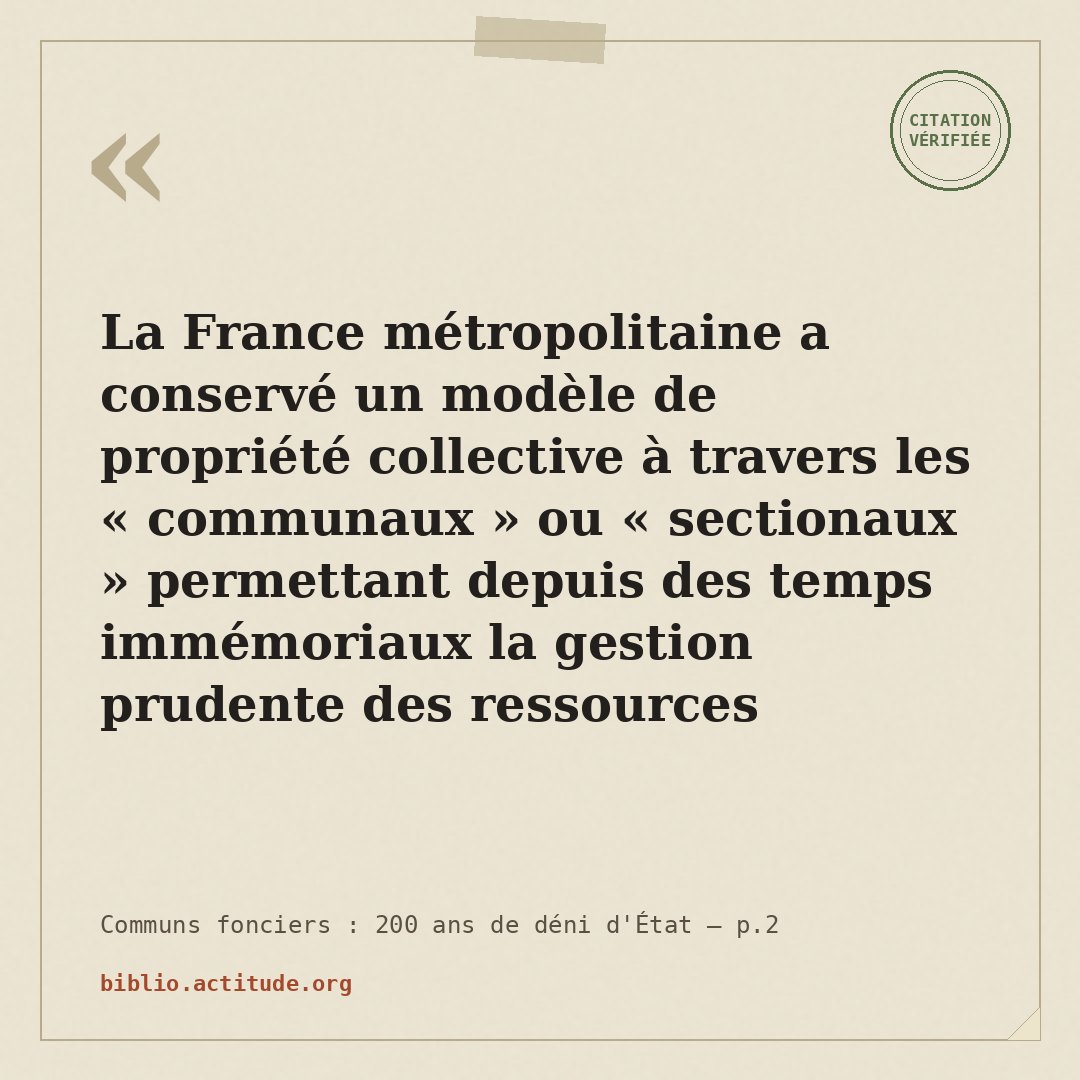 «
CITATION
VÉRIFIÉE
La France métropolitaine a
conservé un modèle de
propriété collective à travers les
« communaux » ou « sectionaux
» permettant depuis des temps
immémoriaux la gestion
prudente des ressources
Communs fonciers : 200 ans de déni d'État — p.2
biblio.actitude.org